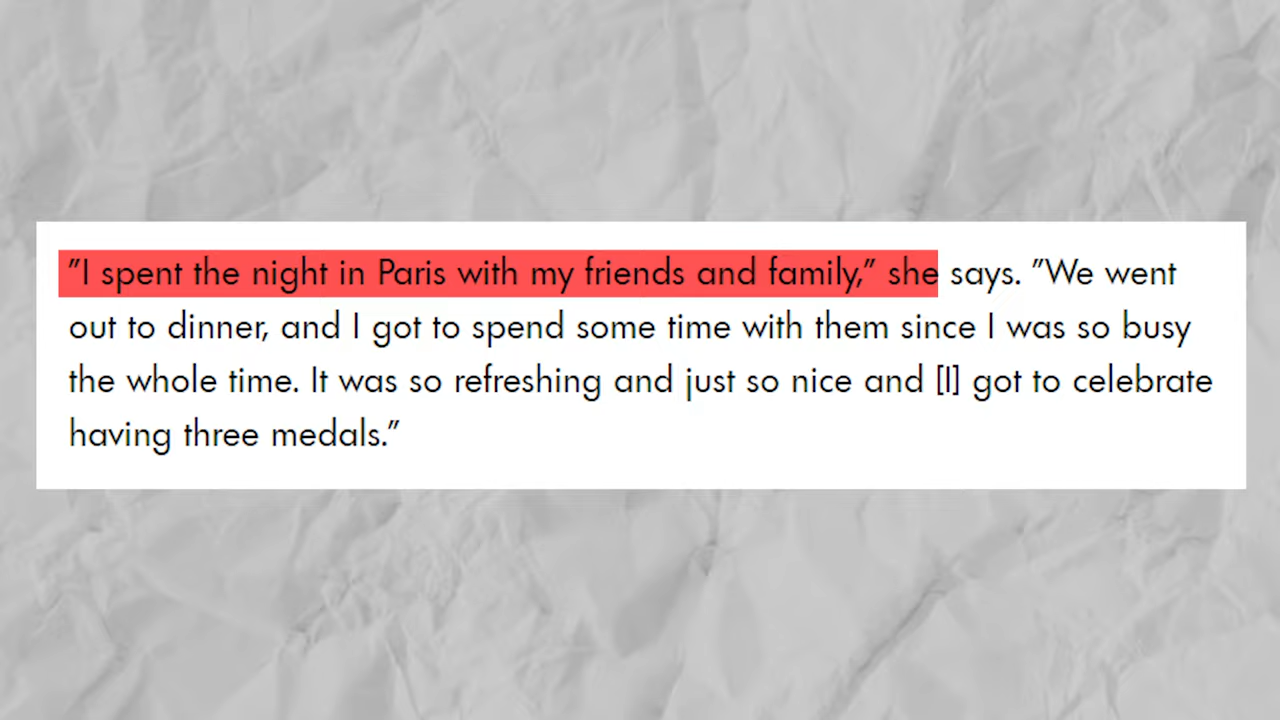 "I spent the night in Paris with my friends and family," she says. "We went
out to dinner, and I got to spend some time with them since I was so busy
the whole time. It was so refreshing and just so nice and [I] got to celebrate
having three medals."